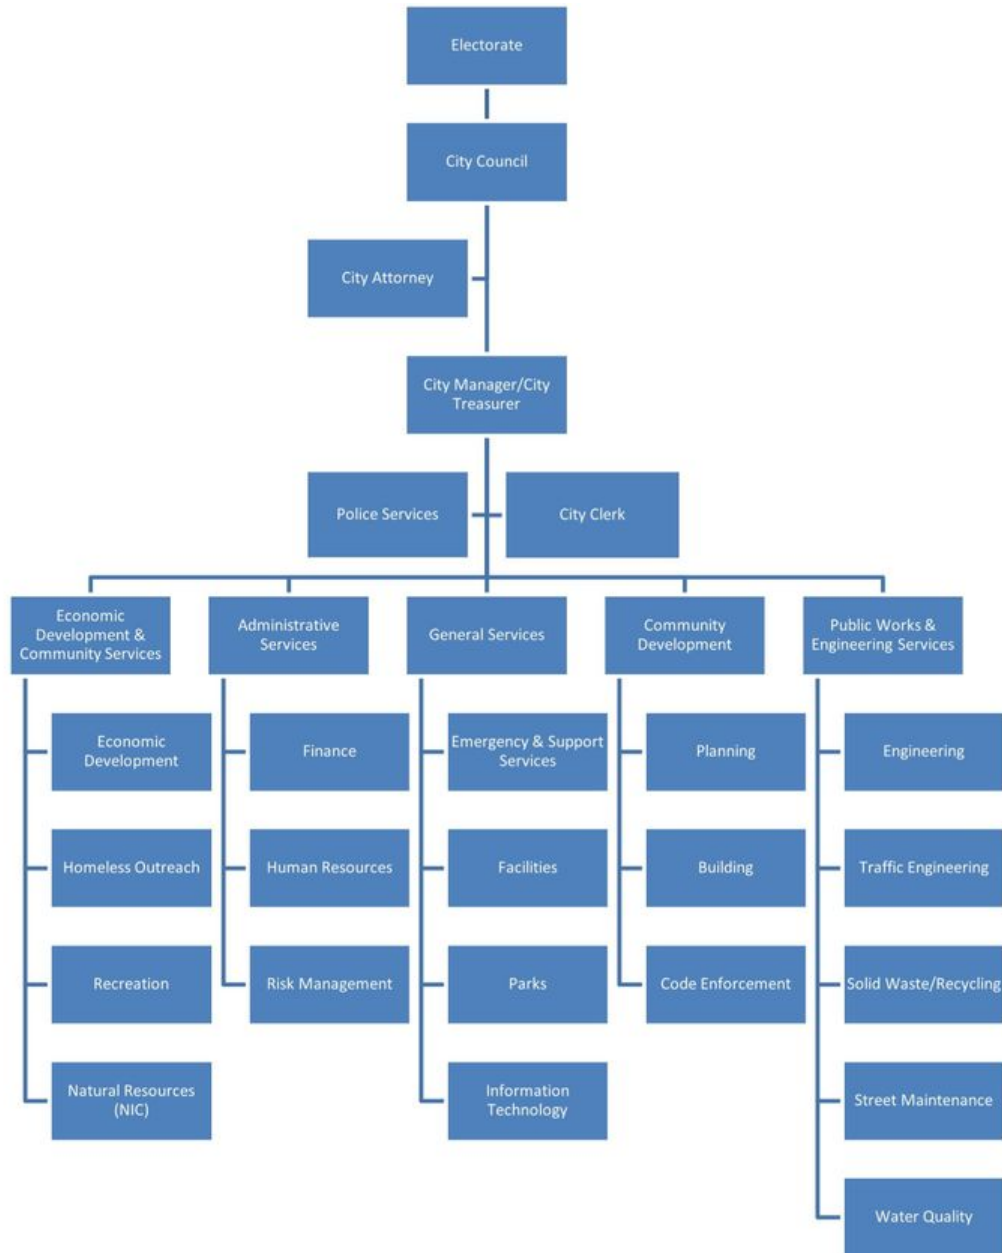 Electorate
City Council
City Attorney
City Manager/City
Treasurer
Police Services
City Clerk
Economic
Development &
Community Services
Administrative
Services
General Services
Community
Development
Public Works &
Engineering Services
Economic
Development
Finance
Emergency & Support
Services
Planning
Engineering
Homeless Outreach
Human Resources
Facilities
Building
Traffic Engineering
Recreation
Risk Management
Parks
Code Enforcement
Solid Waste/Recycling
Natural Resources
(NIC)
Information
Technology
Street Maintenance
Water Quality